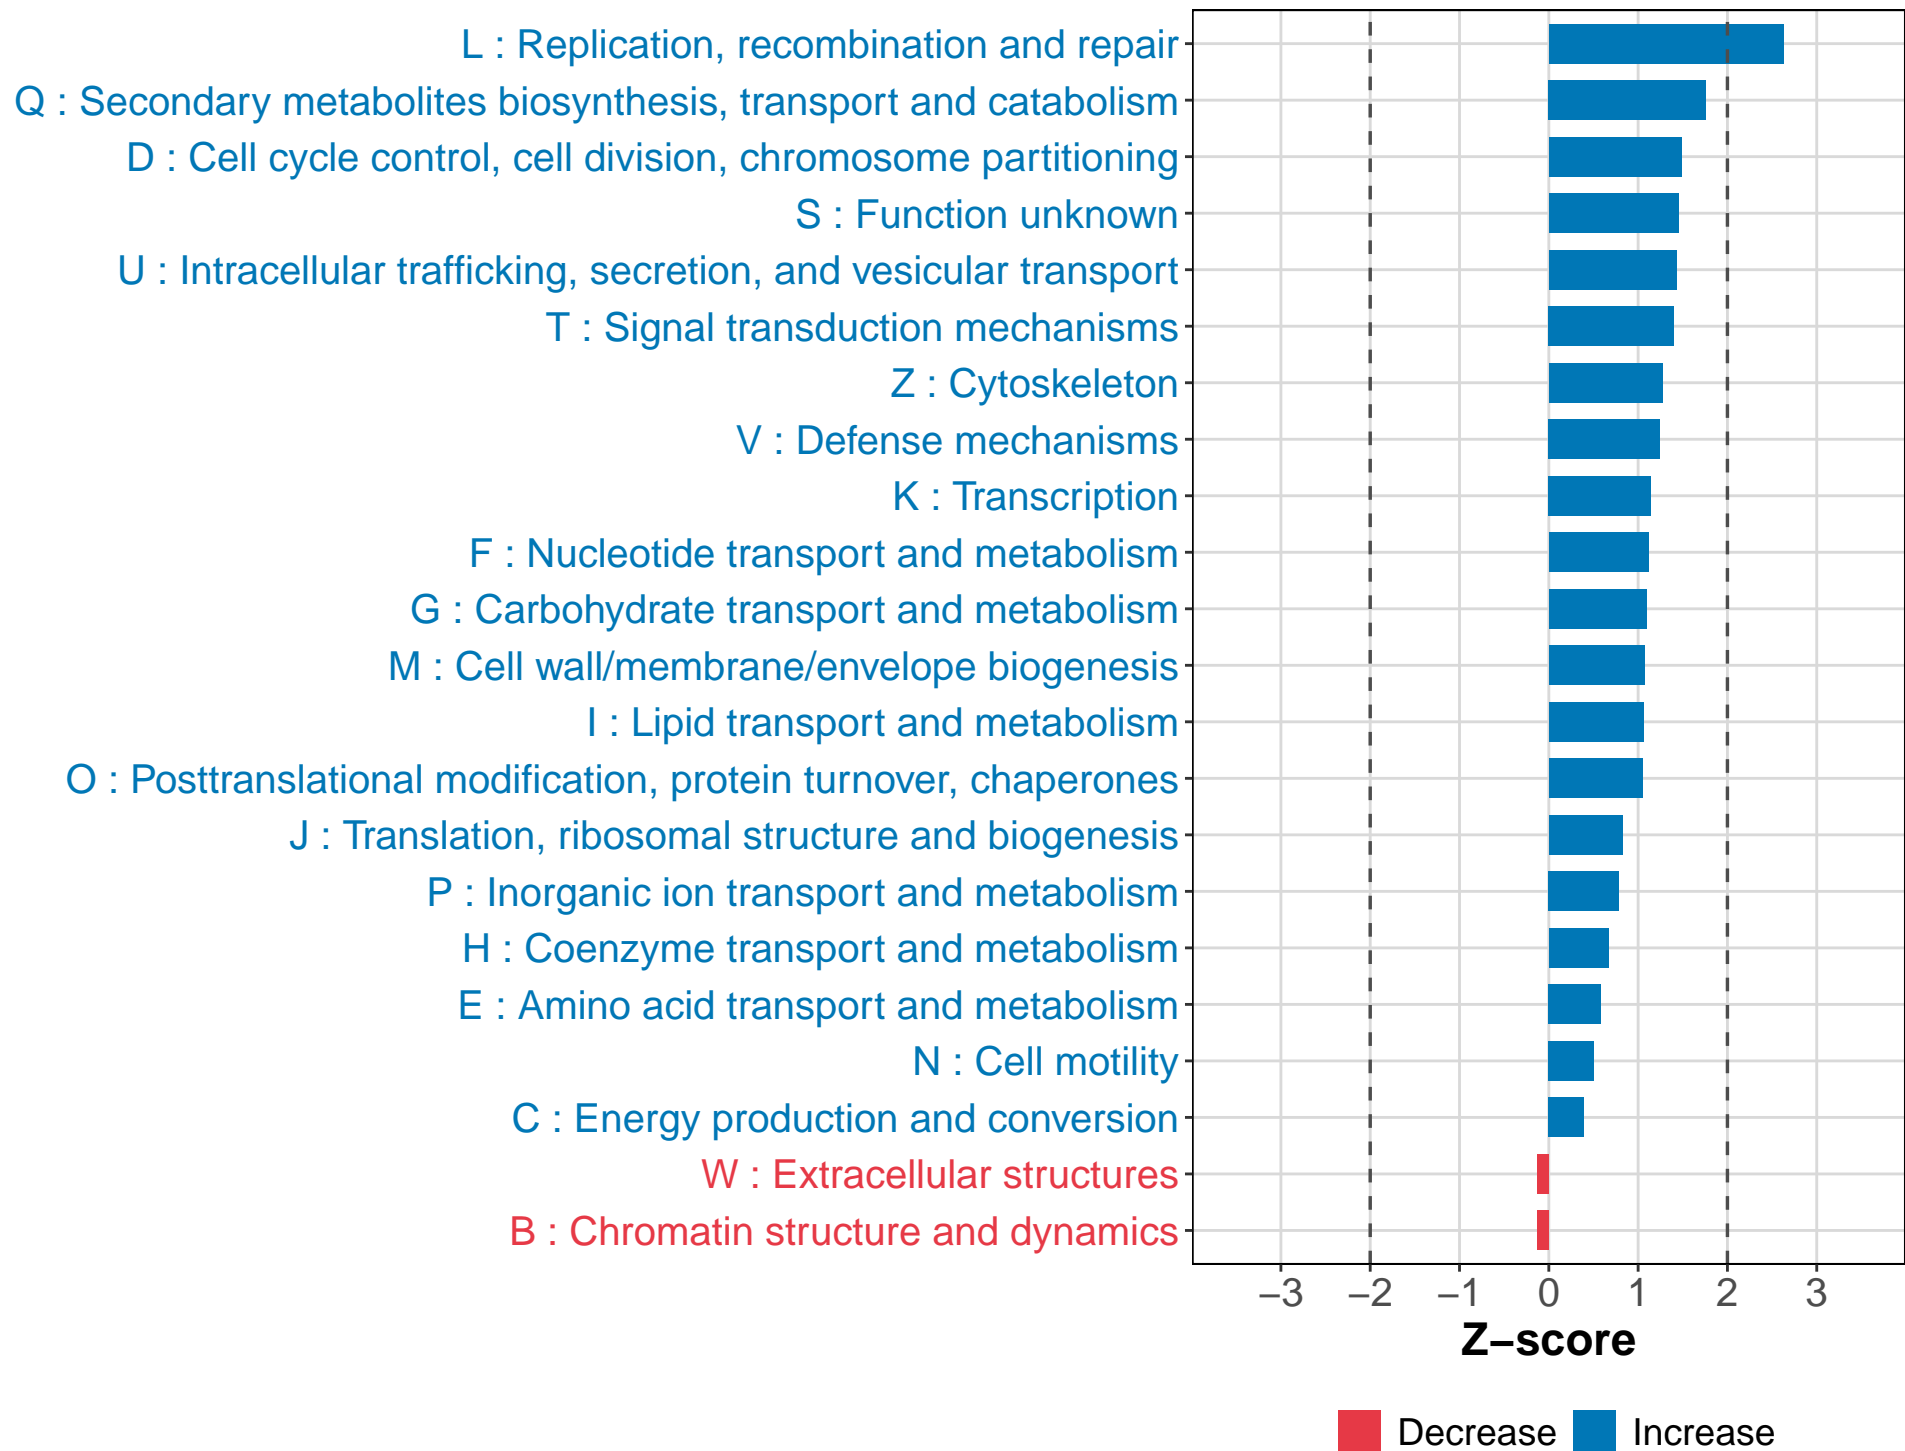 L : Replication, recombination and repair
Q : Secondary metabolites biosynthesis, transport and catabolism
D : Cell cycle control, cell division, chromosome partitioning
S : Function unknown
U : Intracellular trafficking, secretion, and vesicular transport
T : Signal transduction mechanisms
Z : Cytoskeleton
V : Defense mechanisms
K : Transcription
F : Nucleotide transport and metabolism
G : Carbohydrate transport and metabolism
M : Cell wall/membrane/envelope biogenesis
I : Lipid transport and metabolism
O : Posttranslational modification, protein turnover, chaperones
J : Translation, ribosomal structure and biogenesis
P : Inorganic ion transport and metabolism
H : Coenzyme transport and metabolism
E : Amino acid transport and metabolism
N : Cell motility
C : Energy production and conversion
W : Extracellular structures
B : Chromatin structure and dynamics
−3 −2 −1 0 1 2 3
Z−score
Decrease Increase